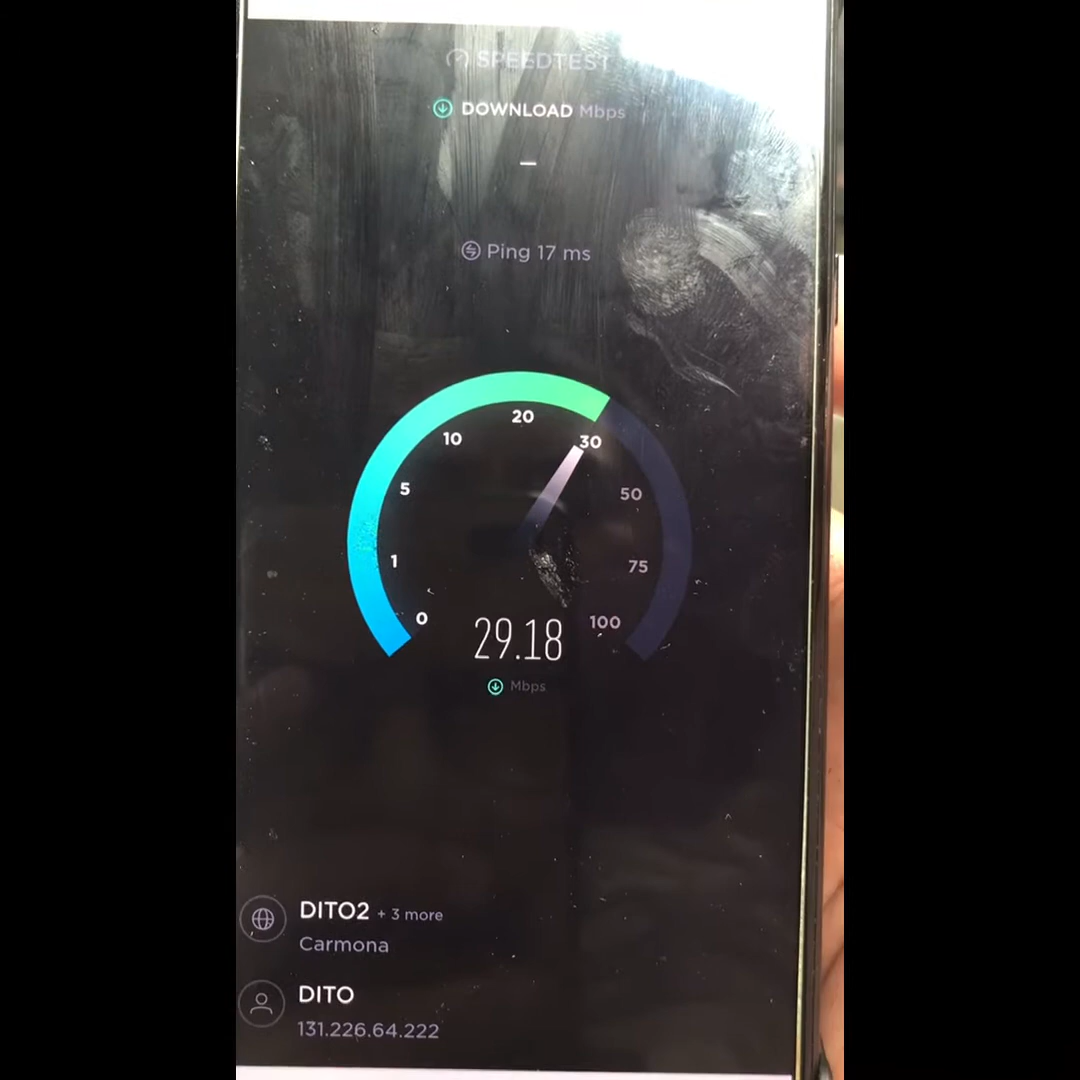 SPEEDTEST
DOWNLOAD Mbps
—
Ping 17 ms
20
10
30
5
50
1
75
0
100
29.18
Mbps
DITO2 + 3 more
Carmona
DITO
131.226.64.222